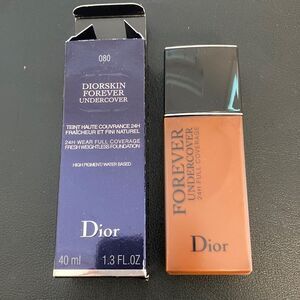 080
DIORSKIN
FOREVER
UNDERCOVER
TEINT HAUTE COUVRANCE 24H
FRAÎCHEUR ET FINI NATUREL
24H WEAR FULL COVERAGE
FRESH WEIGHTLESS FOUNDATION
HIGH PIGMENT/WATER BASED
Dior
40 ml 1.3 FL.OZ
FOREVER
UNDERCOVER
24H FULL COVERAGE
Dior